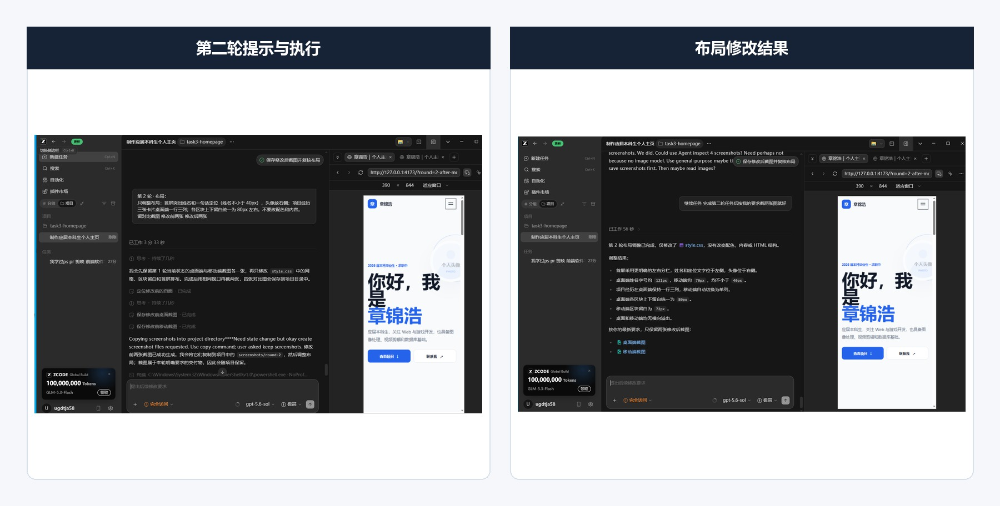 第二轮提示与执行
更新
切换侧边栏 Ctrl+B
新建任务 Ctrl+N
搜索 Ctrl+K
自动化
插件市场
分组 项目
项目
task3-homepage
制作应届本科生个人主页 刚刚
任务
我学过ps pr 剪映 前端软件 27分
ZCODE Global Build
100,000,000 Tokens
GLM-5.3-Flash 领取
U ugdtja58
制作应届本科生个人主页 task3-homepage ···
保存修改后截图并复核布局
第 2 轮 · 布局：
只调整布局：首屏突出姓名和一句话定位（姓名不小于 40px），头像放右侧；项目经历
三张卡片桌面端一行三列；各区块上下留白统一为 80px 左右。不要改配色和内容。
留对比截图 修改前两张 修改后两张
已工作 3 分 33 秒
思考 · 持续了几秒
我会先保留第 1 轮当前状态的桌面端与移动端截图各一张，再只修改 style.css 中的网
格、区块留白和首屏排布。完成后用相同视口再截两张，四张对比图会保存到项目目录中。
定位修改前的页面 · 已完成
思考 · 持续了几秒
保存修改前桌面截图 · 已完成
保存修改前移动截图 · 已完成
Copying screenshots into project directory****Need state change but okay create
screenshot files requested. Use copy command; user asked keep screenshots. 修改
前两张截图已成功生成。我会将它们复制到项目中的 screenshots/round-2 ，然后调整布
局；截图属于本轮明确要求的交付物，因此会随项目保留。
终端 C:\Windows\System32\WindowsPowerShell\v1.0\powershell.exe -NoProf...
提出后续修改要求
+ 完全访问 gpt-5.6-sol 极高
章锦浩 | 个人主 × 章锦浩 | 个人主 × +
http://127.0.0.1:4173/?round=2-after-mc
390 × 844 适应窗口
章 章锦浩
个人头像
PHOTO
2026 届本科毕业生 · 求职中
你好，我
是
章锦浩
应届本科生，关注 Web 与游戏开发，也具备图
像处理、视频剪辑和数据库基础。
查看项目 ↓ 联系我 ↗
布局修改结果
更新
新建任务 Ctrl+N
搜索 Ctrl+K
自动化
插件市场
分组 项目
项目
task3-homepage
制作应届本科生个人主页 刚刚
任务
我学过ps pr 剪映 前端软件 27分
ZCODE Global Build
100,000,000 Tokens
GLM-5.3-Flash 领取
U ugdtja58
制作应届本科生个人主页 task3-homepage ···
screenshots. We did. Could use Agent inspect 4 screenshots? Need perhaps not
because no image model. Use general-purpose maybe ti
保存修改后截图并复核布局
save screenshots first. Then maybe read images?
继续任务 完成第二轮任务后按我的要求截两张图就好
已工作 56 秒
第 2 轮布局调整已完成，仅修改了 style.css，没有改变配色、内容或 HTML 结构。
调整结果：
首屏采用更明确的左右分栏，姓名和定位文字位于左侧，头像位于右侧。
桌面端姓名字号约 121px ，移动端约 70px ，均不小于 40px 。
项目经历在桌面端保持一行三列，移动端自动切换为单列。
桌面端各区块上下留白统一为 80px 。
移动端区块留白为 72px 。
桌面和移动端均无横向溢出。
按你的最新要求，只保留两张修改后截图：
桌面端截图
移动端截图
提出后续修改要求
+ 完全访问 gpt-5.6-sol 极高
章锦浩 | 个人主 × 章锦浩 | 个人主 × +
http://127.0.0.1:4173/?round=2-after-mc
390 × 844 适应窗口
章 章锦浩
个人头像
PHOTO
2026 届本科毕业生 · 求职中
你好，我
是
章锦浩
应届本科生，关注 Web 与游戏开发，也具备图
像处理、视频剪辑和数据库基础。
查看项目 ↓ 联系我 ↗